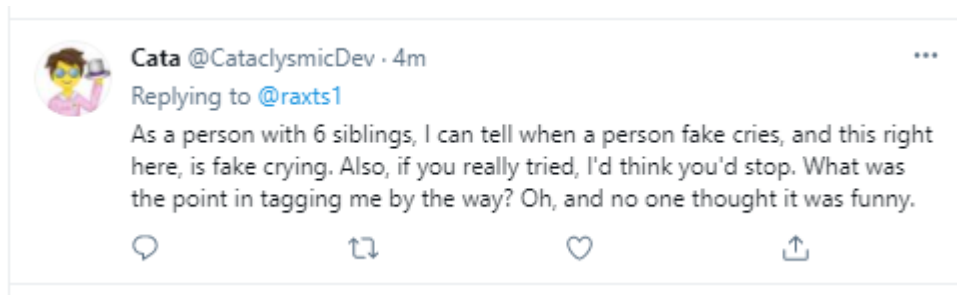 Cata @CataclysmicDev · 4m
Replying to @raxts1
As a person with 6 siblings, I can tell when a person fake cries, and this right
here, is fake crying. Also, if you really tried, I'd think you'd stop. What was
the point in tagging me by the way? Oh, and no one thought it was funny.